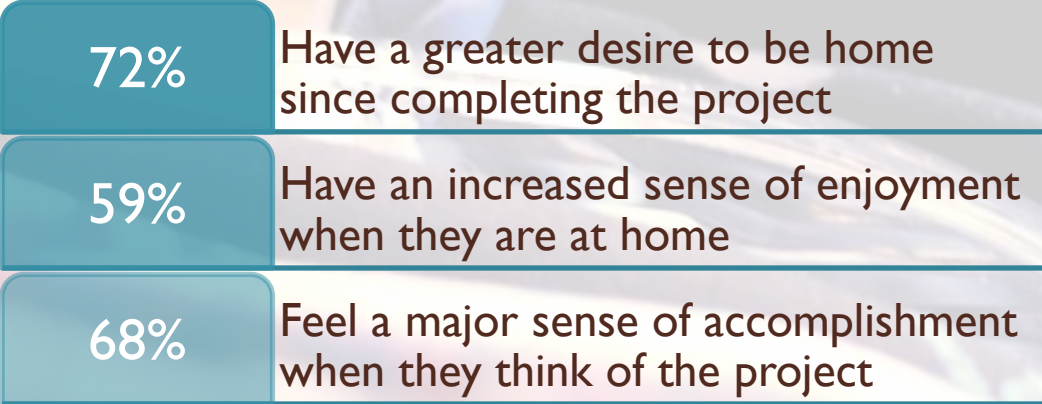 72%
Have a greater desire to be home
since completing the project
59%
Have an increased sense of enjoyment
when they are at home
68%
Feel a major sense of accomplishment
when they think of the project